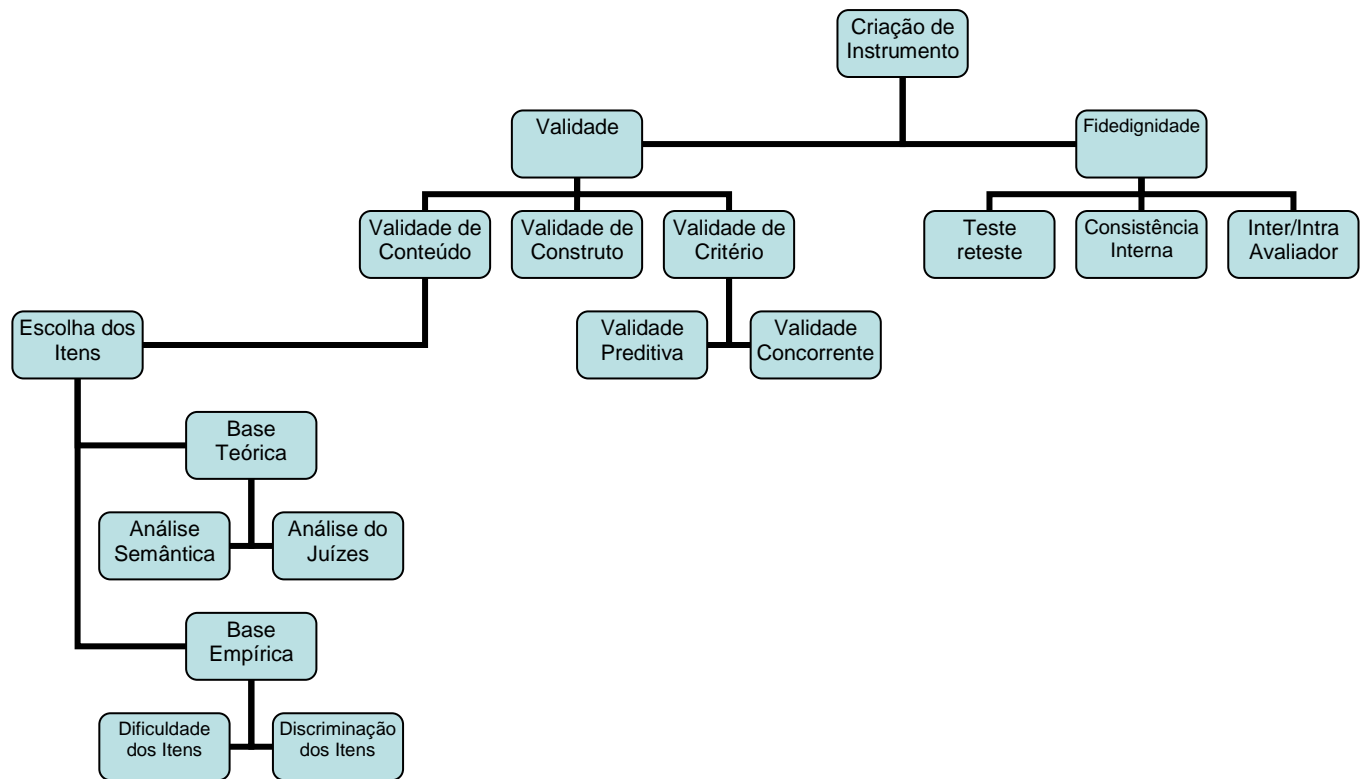 Criação de
Instrumento
Validade
Fidedignidade
Validade de
Conteúdo
Validade de
Construto
Validade de
Critério
Teste
reteste
Consistência
Interna
Inter/Intra
Avaliador
Escolha dos
Itens
Validade
Preditiva
Validade
Concorrente
Base
Teórica
Análise
Semântica
Análise do
Juízes
Base
Empírica
Dificuldade
dos Itens
Discriminação
dos Itens